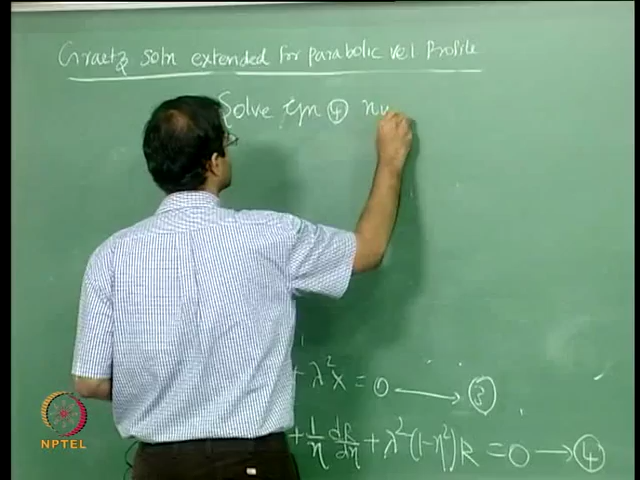 Graetz soln extended for parabolic vel Profile
Solve eqn ④ nu
+ λ²X = 0 ⟶ ③
+ 1/η dR/dη + λ²(1-η²)R = 0 ⟶ ④
NPTEL